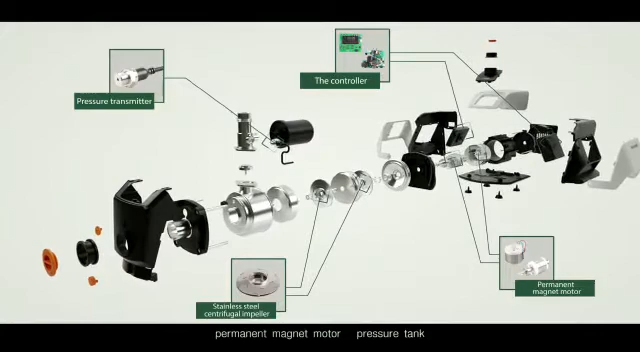 The controller
Pressure transmitter
Stainless steel
centrifugal impeller
Permanent
magnet motor
permanent magnet motor pressure tank